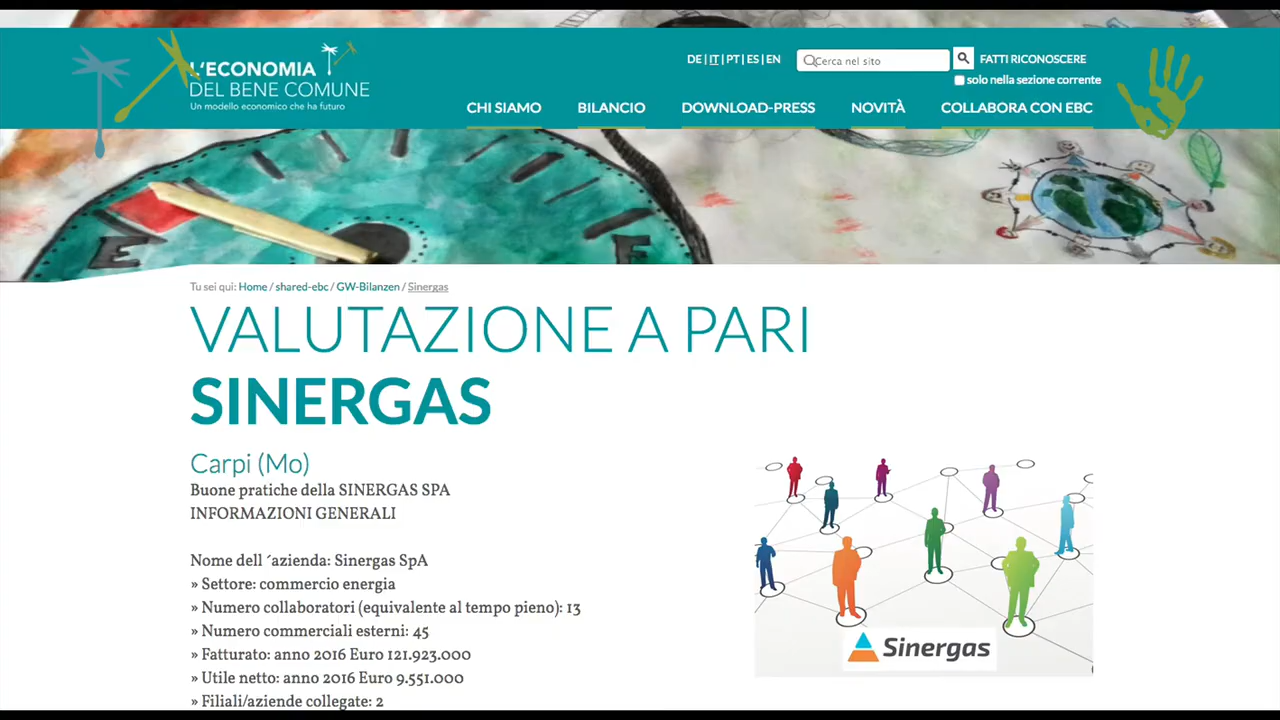 L'ECONOMIA
DEL BENE COMUNE
Un modello economico che ha futuro
DE | IT | PT | ES | EN
Cerca nel sito
FATTI RICONOSCERE
solo nella sezione corrente
CHI SIAMO
BILANCIO
DOWNLOAD-PRESS
NOVITÀ
COLLABORA CON EBC
E
F
Tu sei qui: Home / shared-ebc / GW-Bilanzen / Sinergas
VALUTAZIONE A PARI
SINERGAS
Carpi (Mo)
Buone pratiche della SINERGAS SPA
INFORMAZIONI GENERALI
Nome dell ´azienda: Sinergas SpA
» Settore: commercio energia
» Numero collaboratori (equivalente al tempo pieno): 13
» Numero commerciali esterni: 45
» Fatturato: anno 2016 Euro 121.923.000
» Utile netto: anno 2016 Euro 9.551.000
» Filiali/aziende collegate: 2
Sinergas